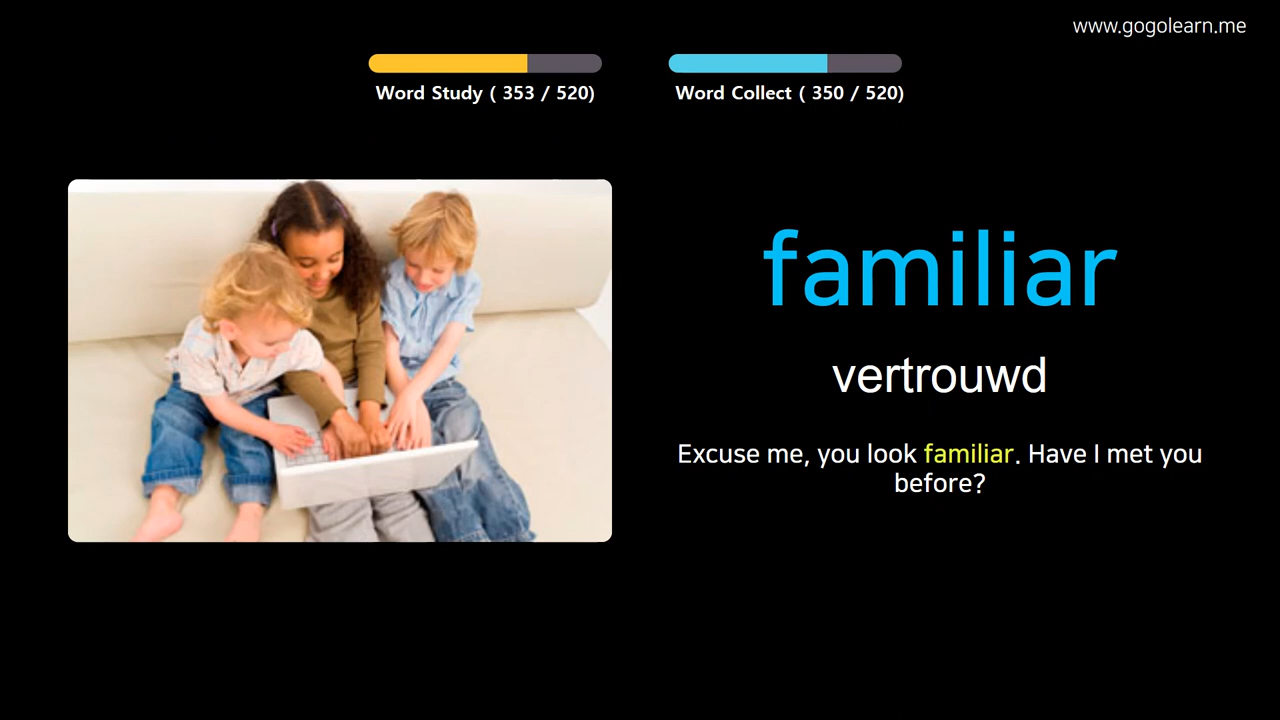 www.gogolearn.me
Word Study ( 353 / 520)
Word Collect ( 350 / 520)
familiar
vertrouwd
Excuse me, you look familiar. Have I met you
before?